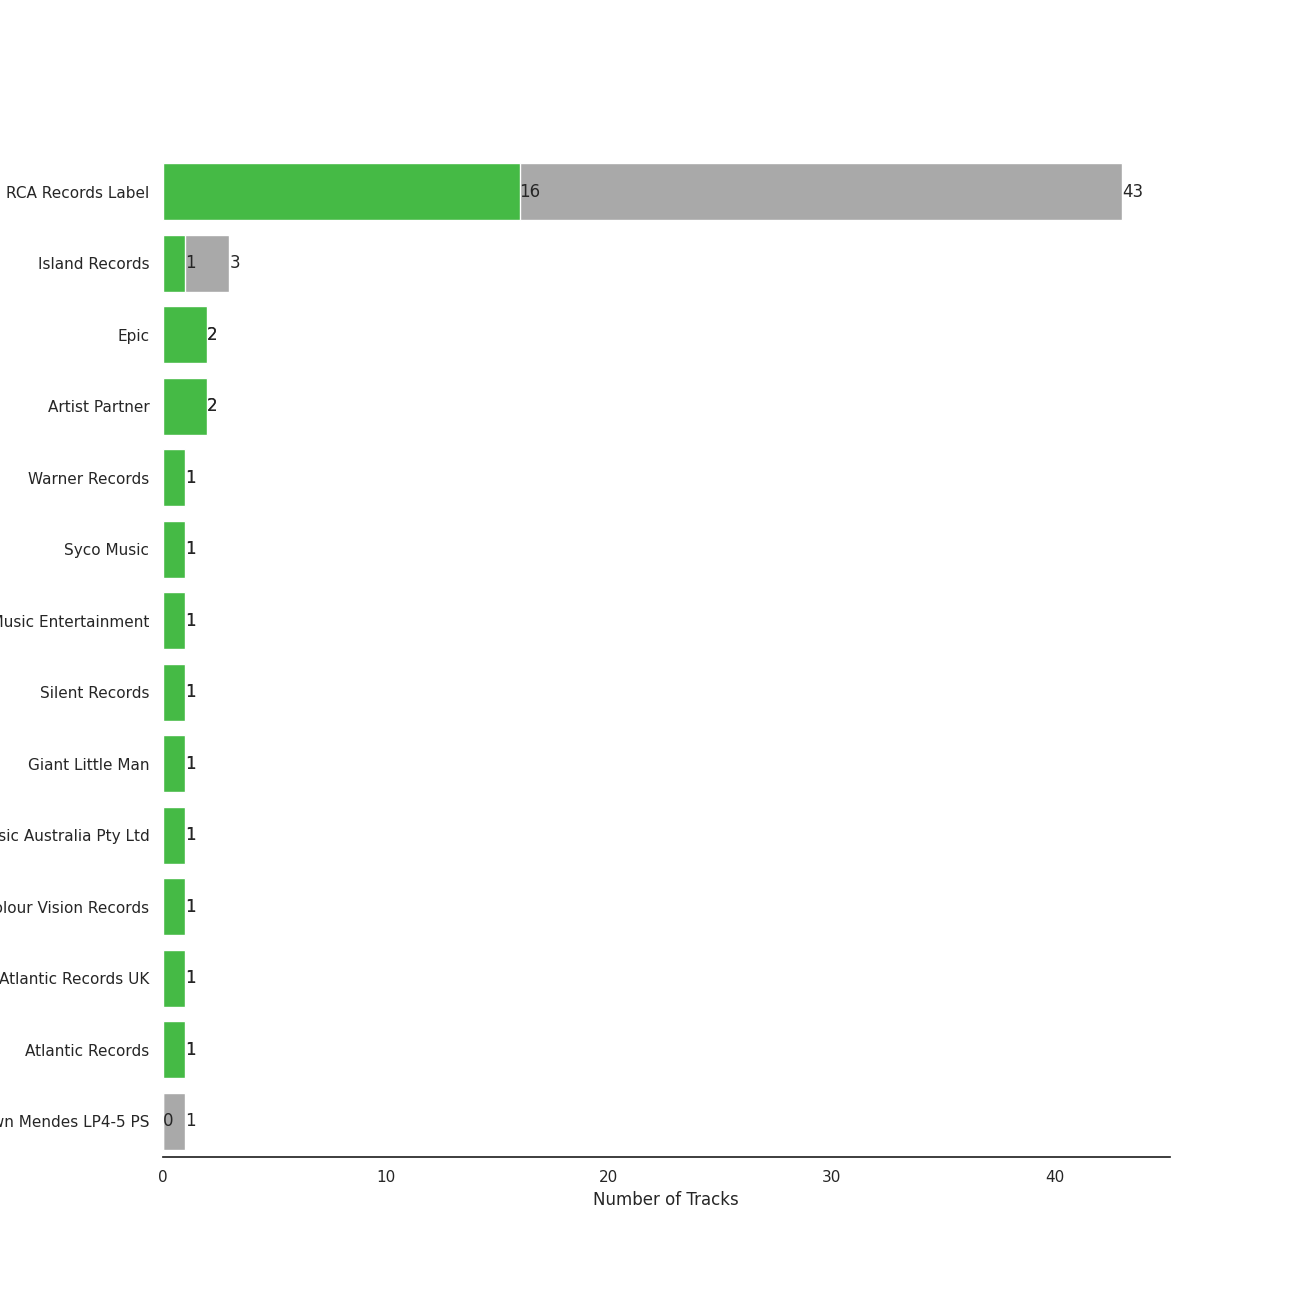 RCA Records Label 16 43
Island Records 1 3
Epic 2
Artist Partner 2
Warner Records 1
Syco Music 1
Music Entertainment 1
Silent Records 1
Giant Little Man 1
sic Australia Pty Ltd 1
olour Vision Records 1
Atlantic Records UK 1
Atlantic Records 1
wn Mendes LP4-5 PS 0 1
0 10 20 30 40
Number of Tracks